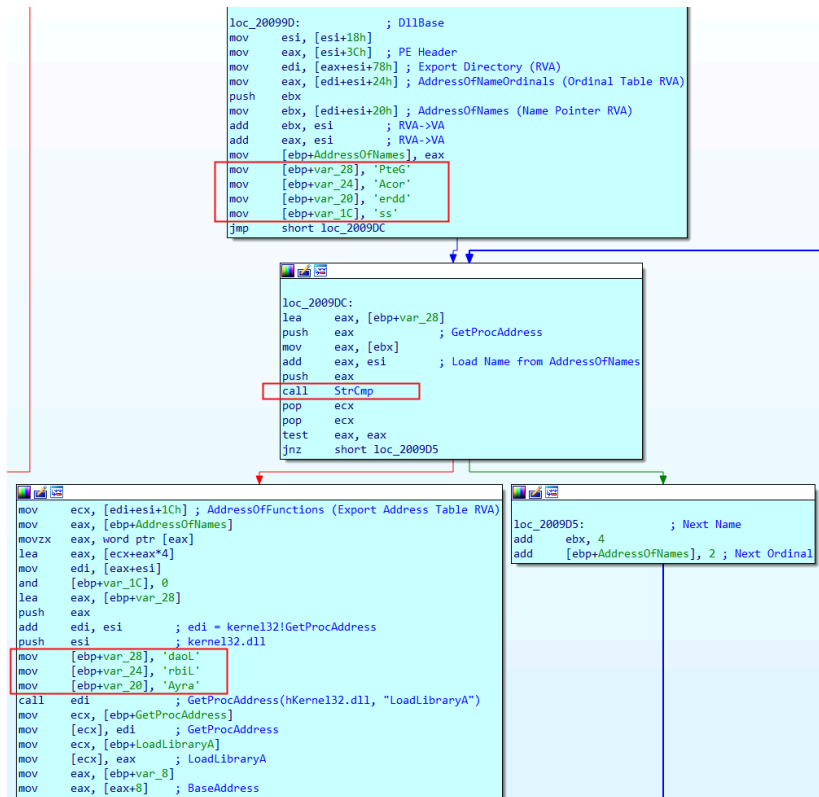 loc_20099D: ; DllBase
mov esi, [esi+18h]
mov eax, [esi+3Ch] ; PE Header
mov edi, [eax+esi+78h] ; Export Directory (RVA)
mov eax, [edi+esi+24h] ; AddressOfNameOrdinals (Ordinal Table RVA)
push ebx
mov ebx, [edi+esi+20h] ; AddressOfNames (Name Pointer RVA)
add ebx, esi ; RVA->VA
add eax, esi ; RVA->VA
mov [ebp+AddressOfNames], eax
mov [ebp+var_28], 'PteG'
mov [ebp+var_24], 'Acor'
mov [ebp+var_20], 'erdd'
mov [ebp+var_1C], 'ss'
jmp short loc_2009DC
loc_2009DC:
lea eax, [ebp+var_28]
push eax ; GetProcAddress
mov eax, [ebx]
add eax, esi ; Load Name from AddressOfNames
push eax
call StrCmp
pop ecx
pop ecx
test eax, eax
jnz short loc_2009D5
mov ecx, [edi+esi+1Ch] ; AddressOfFunctions (Export Address Table RVA)
mov eax, [ebp+AddressOfNames]
movzx eax, word ptr [eax]
lea eax, [ecx+eax*4]
mov edi, [eax+esi]
and [ebp+var_1C], 0
lea eax, [ebp+var_28]
push eax
add edi, esi ; edi = kernel32!GetProcAddress
push esi ; kernel32.dll
mov [ebp+var_28], 'daoL'
mov [ebp+var_24], 'rbiL'
mov [ebp+var_20], 'Ayra'
call edi ; GetProcAddress(hKernel32.dll, "LoadLibraryA")
mov ecx, [ebp+GetProcAddress]
mov [ecx], edi ; GetProcAddress
mov ecx, [ebp+LoadLibraryA]
mov [ecx], eax ; LoadLibraryA
mov eax, [ebp+var_8]
mov eax, [eax+8] ; BaseAddress
loc_2009D5: ; Next Name
add ebx, 4
add [ebp+AddressOfNames], 2 ; Next Ordinal